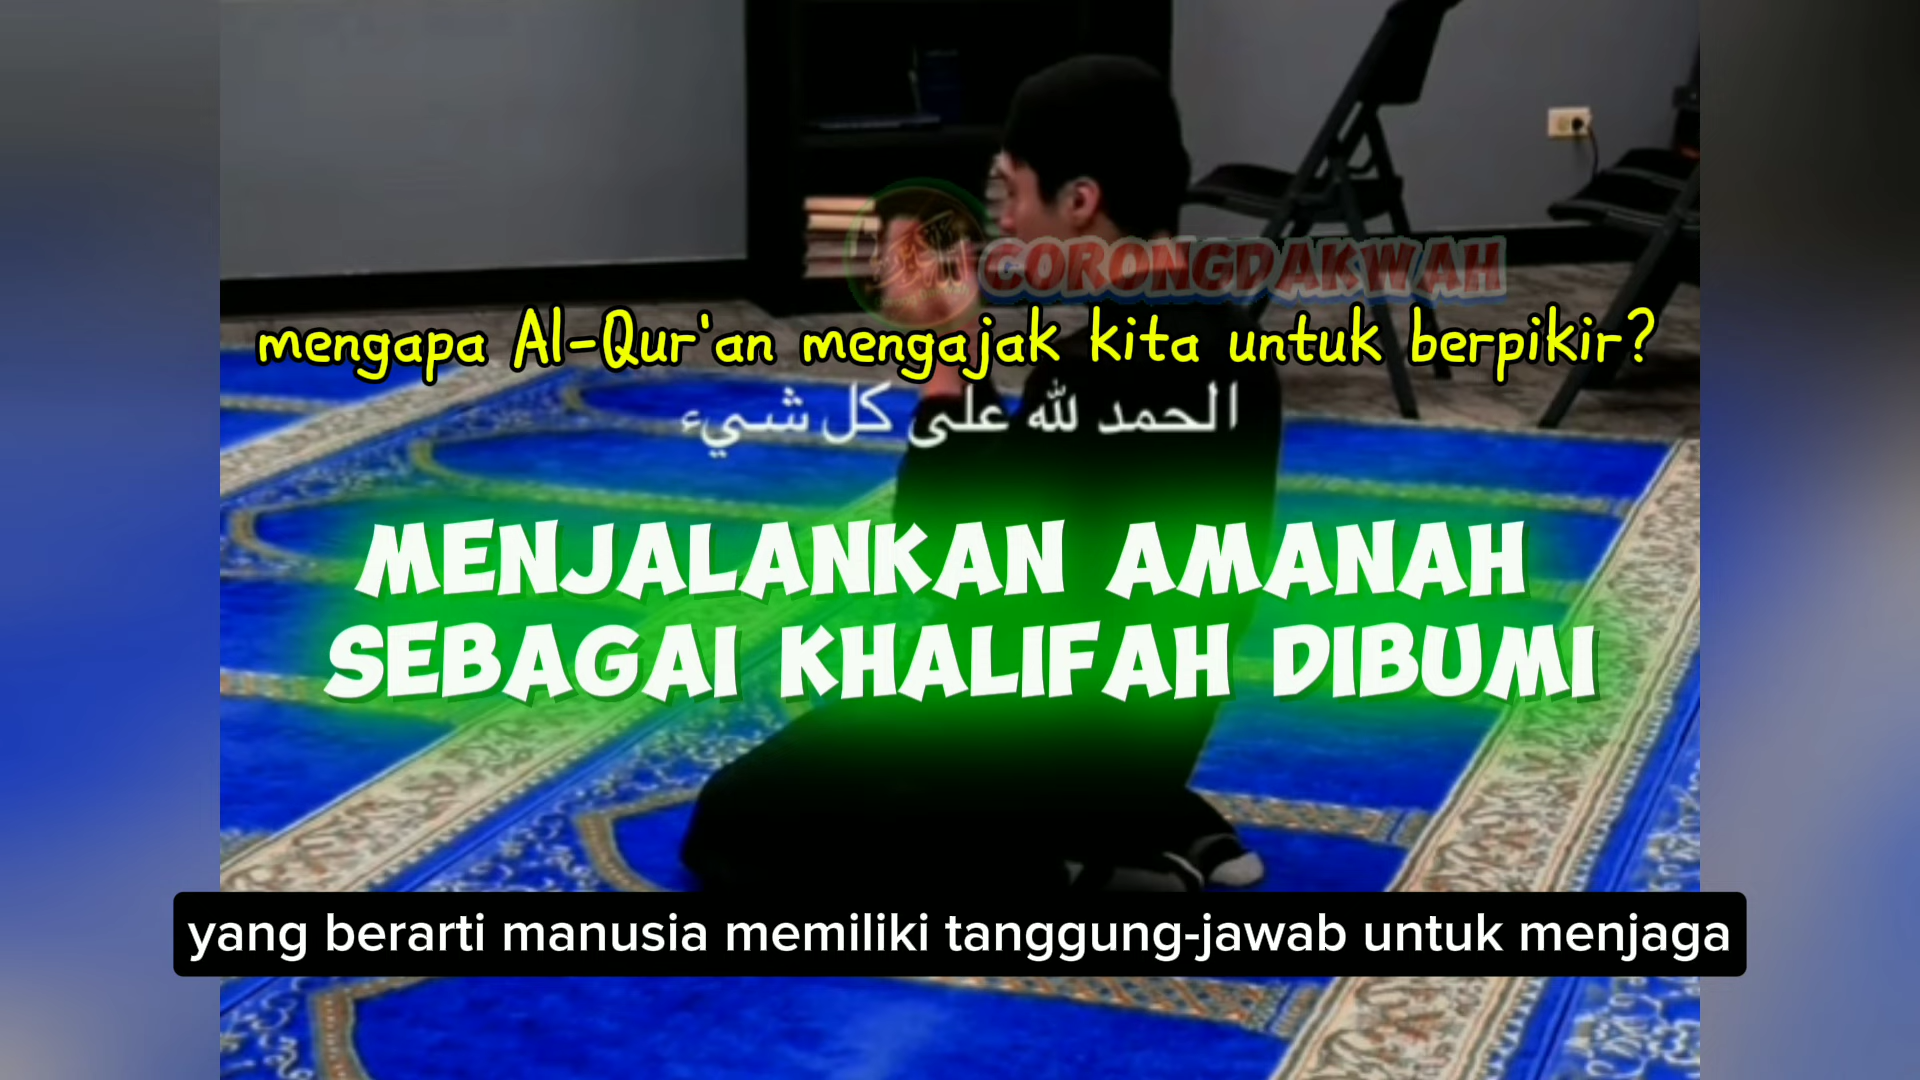 CORONGDAKWAH
mengapa Al-Qur'an mengajak kita untuk berpikir?
الحمد لله على كل شيء
MENJALANKAN AMANAH
SEBAGAI KHALIFAH DIBUMI
yang berarti manusia memiliki tanggung-jawab untuk menjaga